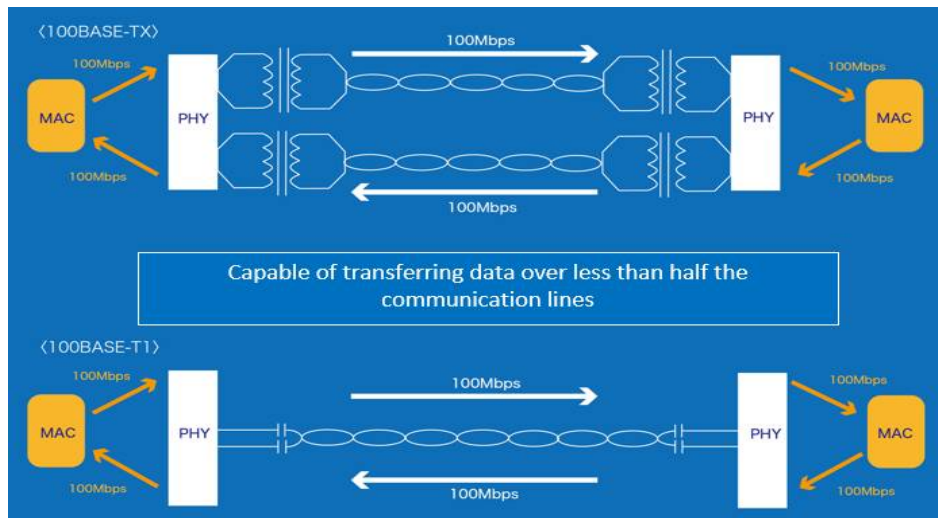 〈100BASE-TX〉
100Mbps
100Mbps
100Mbps
MAC
PHY
PHY
MAC
100Mbps
100Mbps
100Mbps
Capable of transferring data over less than half the
communication lines
〈100BASE-T1〉
100Mbps
100Mbps
100Mbps
MAC
PHY
PHY
MAC
100Mbps
100Mbps
100Mbps